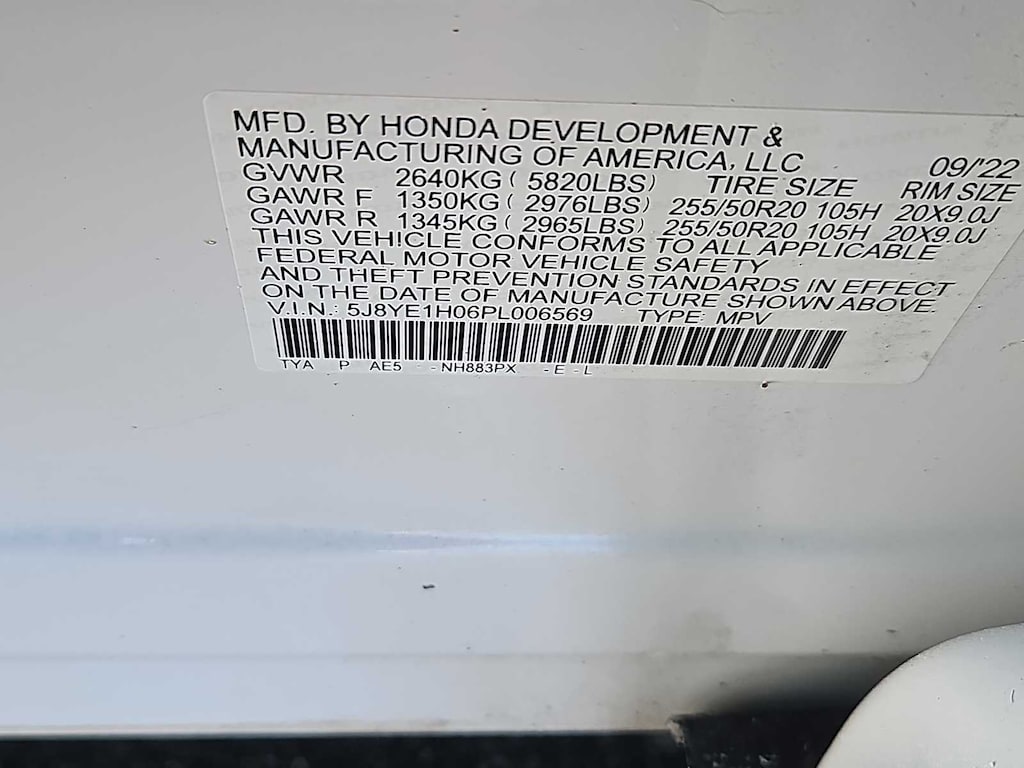 MFD. BY HONDA DEVELOPMENT &
MANUFACTURING OF AMERICA, LLC 09/'22
GVWR 2640KG ( 5820LBS) TIRE SIZE RIM SIZE
GAWR F 1350KG ( 2976LBS) 255/50R20 105H 20X9.0J
GAWR R 1345KG ( 2965LBS) 255/50R20 105H 20X9.0J
THIS VEHICLE CONFORMS TO ALL APPLICABLE
FEDERAL MOTOR VEHICLE SAFETY
AND THEFT PREVENTION STANDARDS IN EFFECT
ON THE DATE OF MANUFACTURE SHOWN ABOVE.
V.I.N.: 5J8YE1H06PL006569 TYPE: MPV
TYA P AE5 - NH883PX - E - L